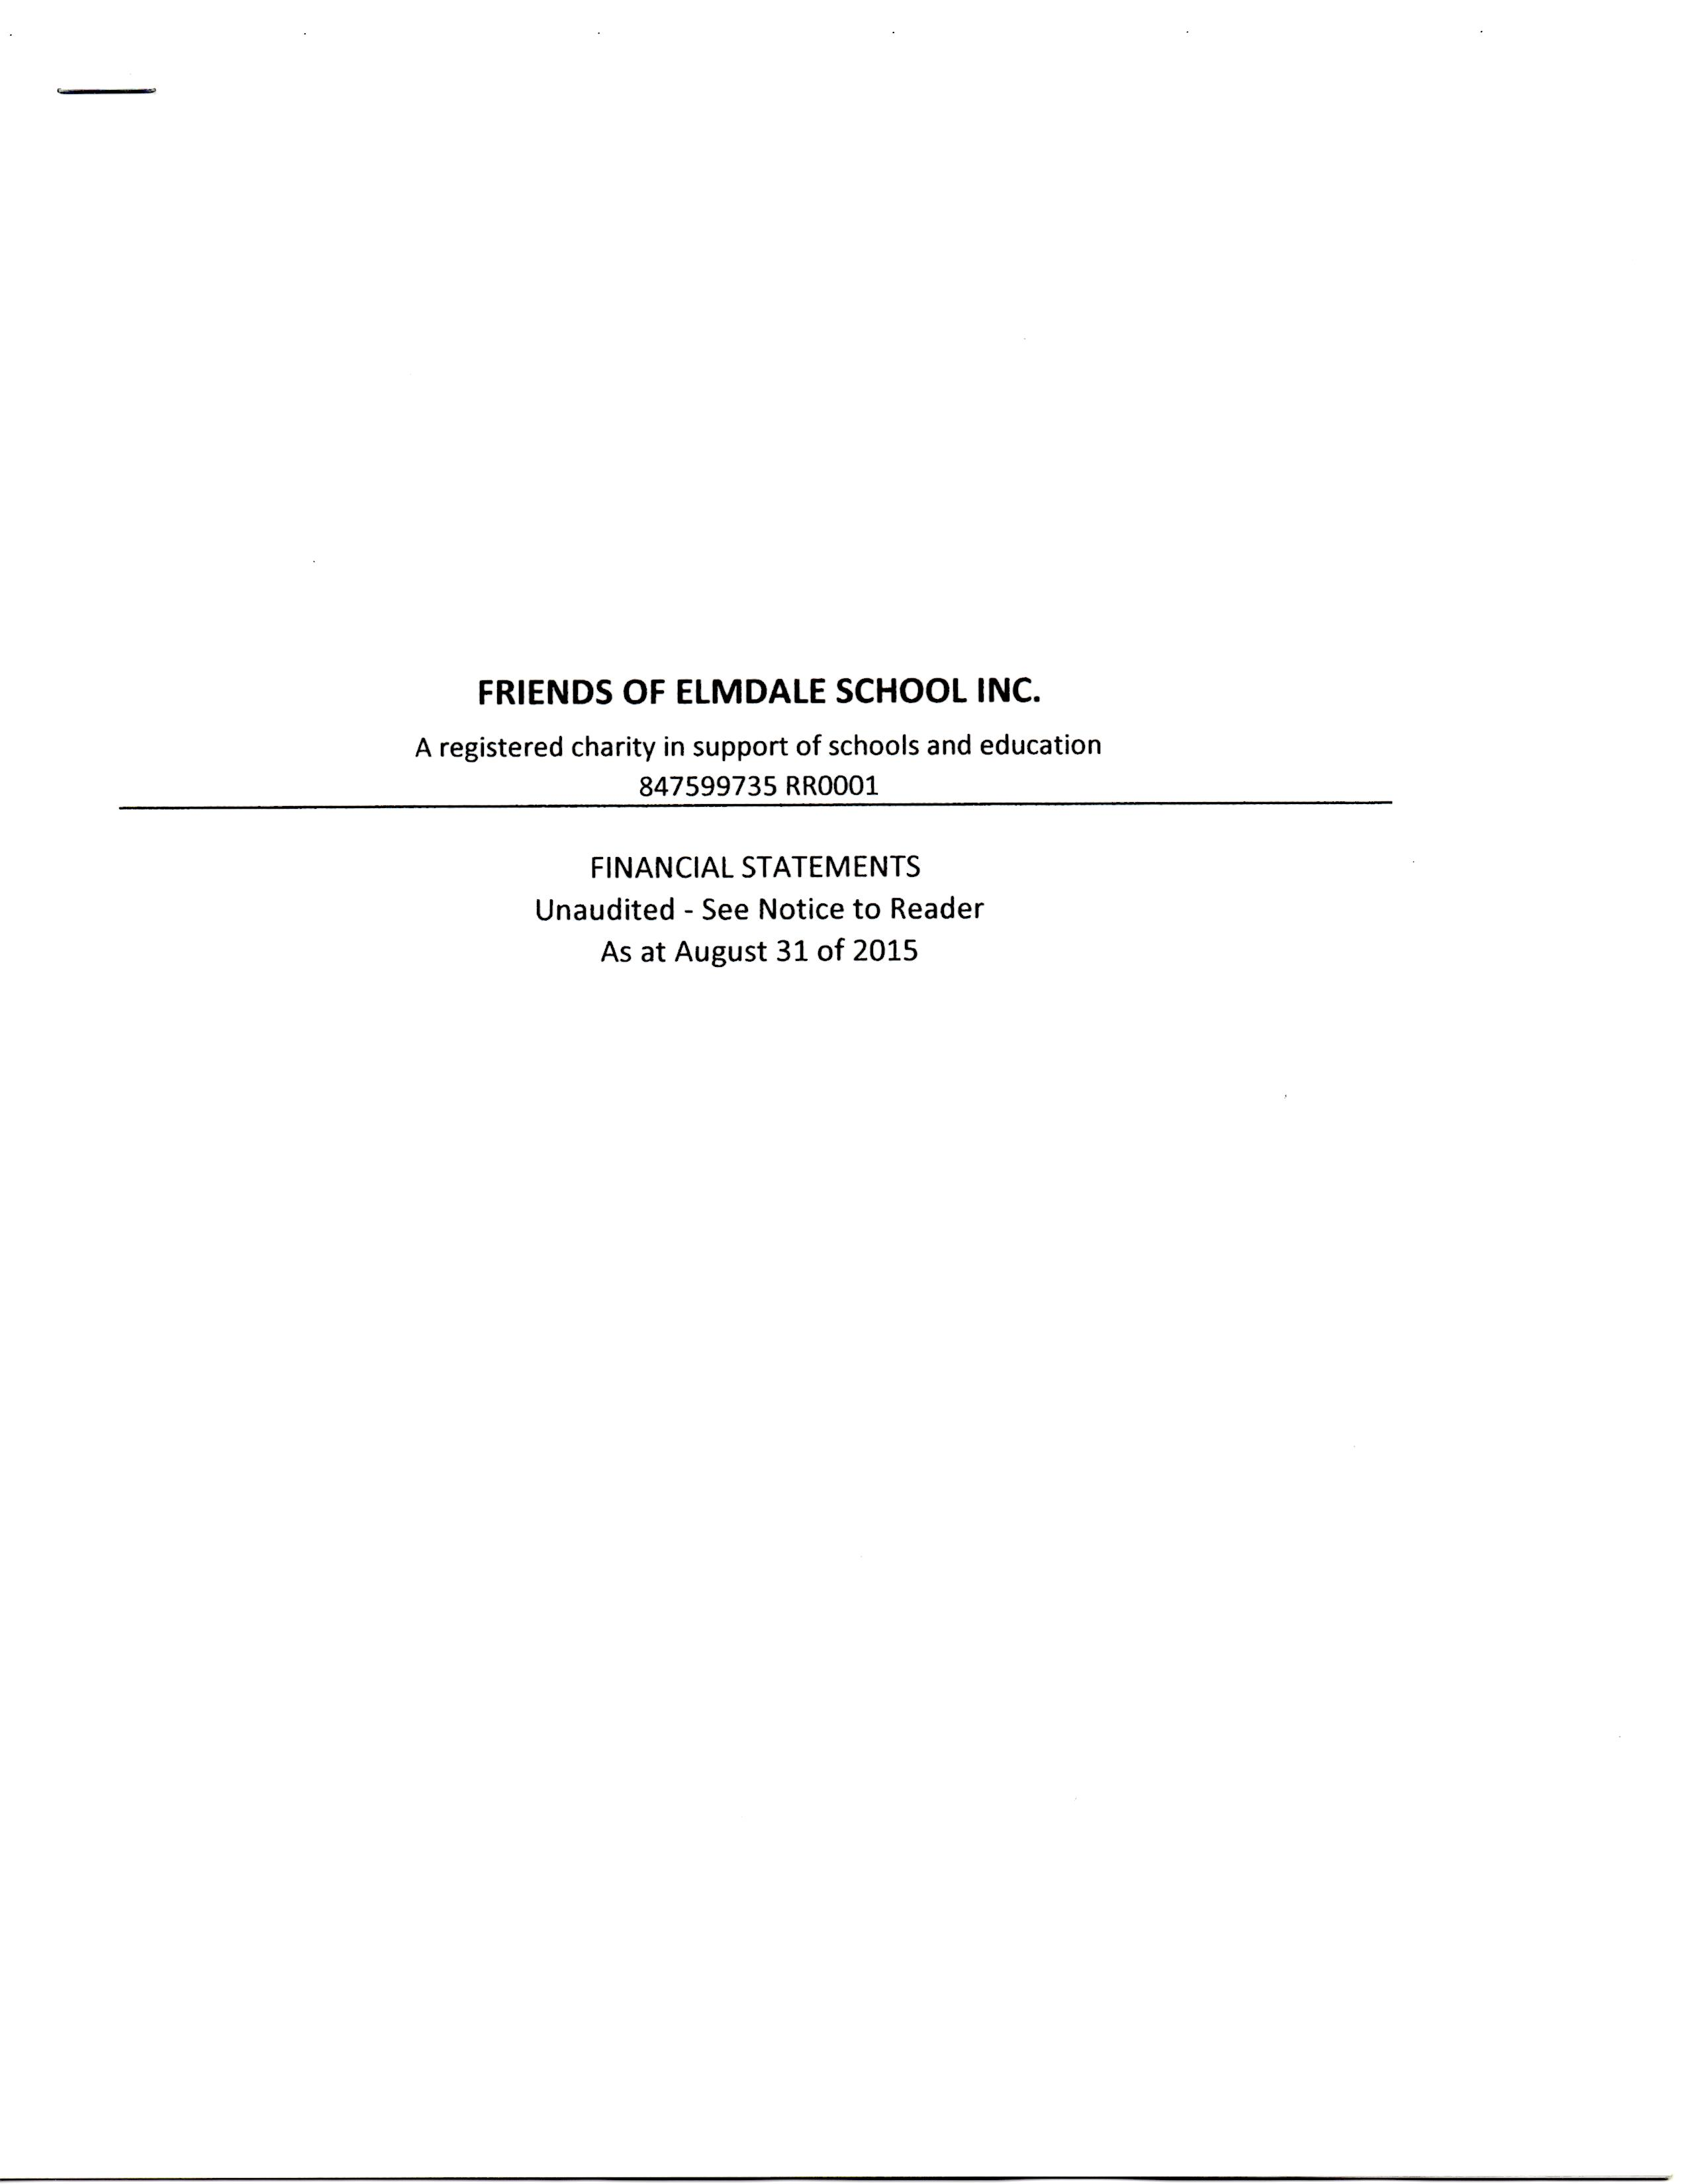 FRIENDS OF ELMDALE SCHOOL INC.
A registered charity in support of schools and education
847599735 RR0001
FINANCIAL STATEMENTS
Unaudited - See Notice to Reader
As at August 31 of 2015